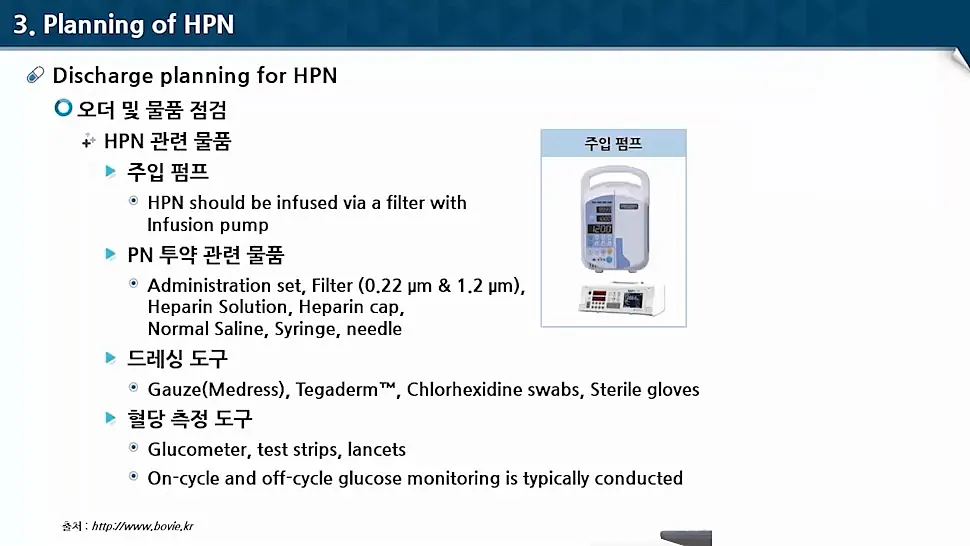 3. Planning of HPN
Discharge planning for HPN
오더 및 물품 점검
HPN 관련 물품
주입 펌프
HPN should be infused via a filter with
Infusion pump
PN 투약 관련 물품
Administration set, Filter (0.22 µm & 1.2 µm),
Heparin Solution, Heparin cap,
Normal Saline, Syringe, needle
드레싱 도구
Gauze(Medress), Tegaderm™, Chlorhexidine swabs, Sterile gloves
혈당 측정 도구
Glucometer, test strips, lancets
On-cycle and off-cycle glucose monitoring is typically conducted
주입 펌프
출처 : http://www.bovie.kr